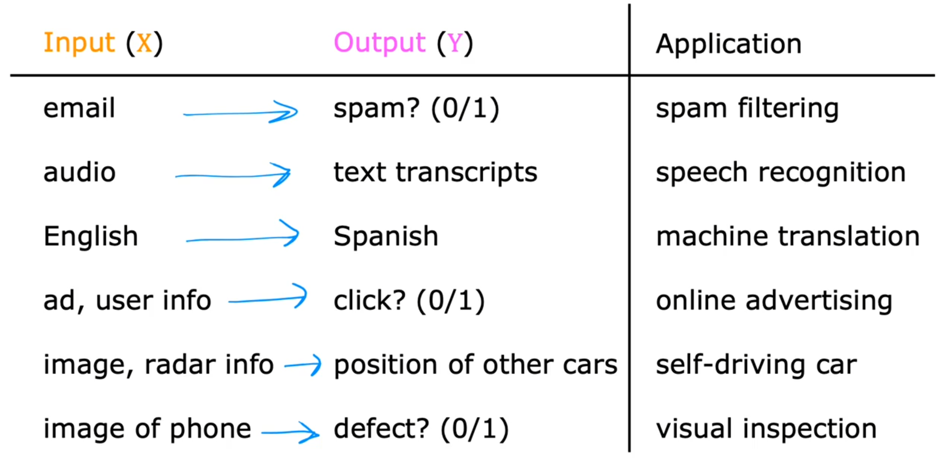 Input (X) Output (Y) Application
email spam? (0/1) spam filtering
audio text transcripts speech recognition
English Spanish machine translation
ad, user info click? (0/1) online advertising
image, radar info position of other cars self-driving car
image of phone defect? (0/1) visual inspection